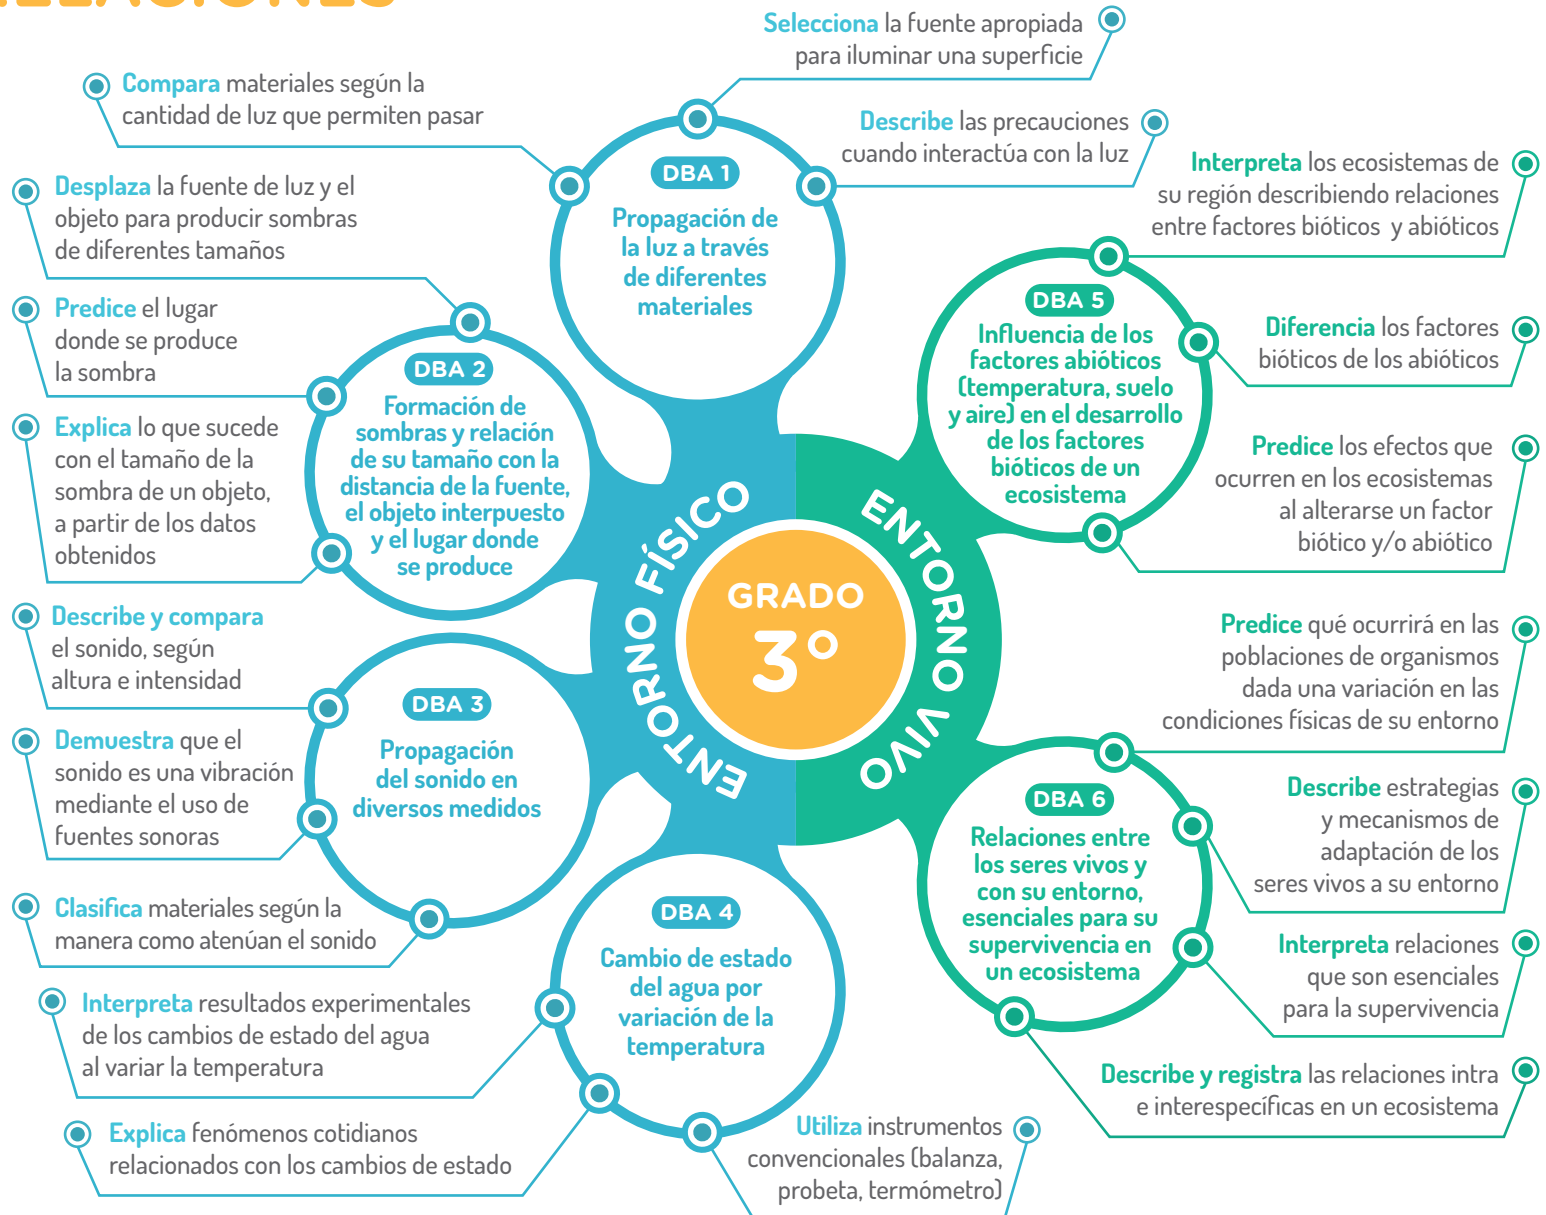 Selecciona la fuente apropiada
para iluminar una superficie
Compara materiales según la
cantidad de luz que permiten pasar
Describe las precauciones
cuando interactúa con la luz
DBA 1
Propagación de
la luz a través
de diferentes
materiales
Desplaza la fuente de luz y el
objeto para producir sombras
de diferentes tamaños
Predice el lugar
donde se produce
la sombra
Explica lo que sucede
con el tamaño de la
sombra de un objeto,
a partir de los datos
obtenidos
DBA 2
Formación de
sombras y relación
de su tamaño con la
distancia de la fuente,
el objeto interpuesto
y el lugar donde
se produce
Describe y compara
el sonido, según
altura e intensidad
Demuestra que el
sonido es una vibración
mediante el uso de
fuentes sonoras
Clasifica materiales según la
manera como atenúan el sonido
DBA 3
Propagación
del sonido en
diversos medidos
Interpreta resultados experimentales
de los cambios de estado del agua
al variar la temperatura
Explica fenómenos cotidianos
relacionados con los cambios de estado
Utiliza instrumentos
convencionales (balanza,
probeta, termómetro)
DBA 4
Cambio de estado
del agua por
variación de la
temperatura
ENTORNO FÍSICO
GRADO
3°
ENTORNO VIVO
Interpreta los ecosistemas de
su región describiendo relaciones
entre factores bióticos y abióticos
Diferencia los factores
bióticos de los abióticos
Predice los efectos que
ocurren en los ecosistemas
al alterarse un factor
biótico y/o abiótico
DBA 5
Influencia de los
factores abióticos
(temperatura, suelo
y aire) en el desarrollo
de los factores
bióticos de un
ecosistema
Predice qué ocurrirá en las
poblaciones de organismos
dada una variación en las
condiciones físicas de su entorno
Describe estrategias
y mecanismos de
adaptación de los
seres vivos a su entorno
Interpreta relaciones
que son esenciales
para la supervivencia
Describe y registra las relaciones intra
e interespecíficas en un ecosistema
DBA 6
Relaciones entre
los seres vivos y
con su entorno,
esenciales para su
supervivencia en
un ecosistema